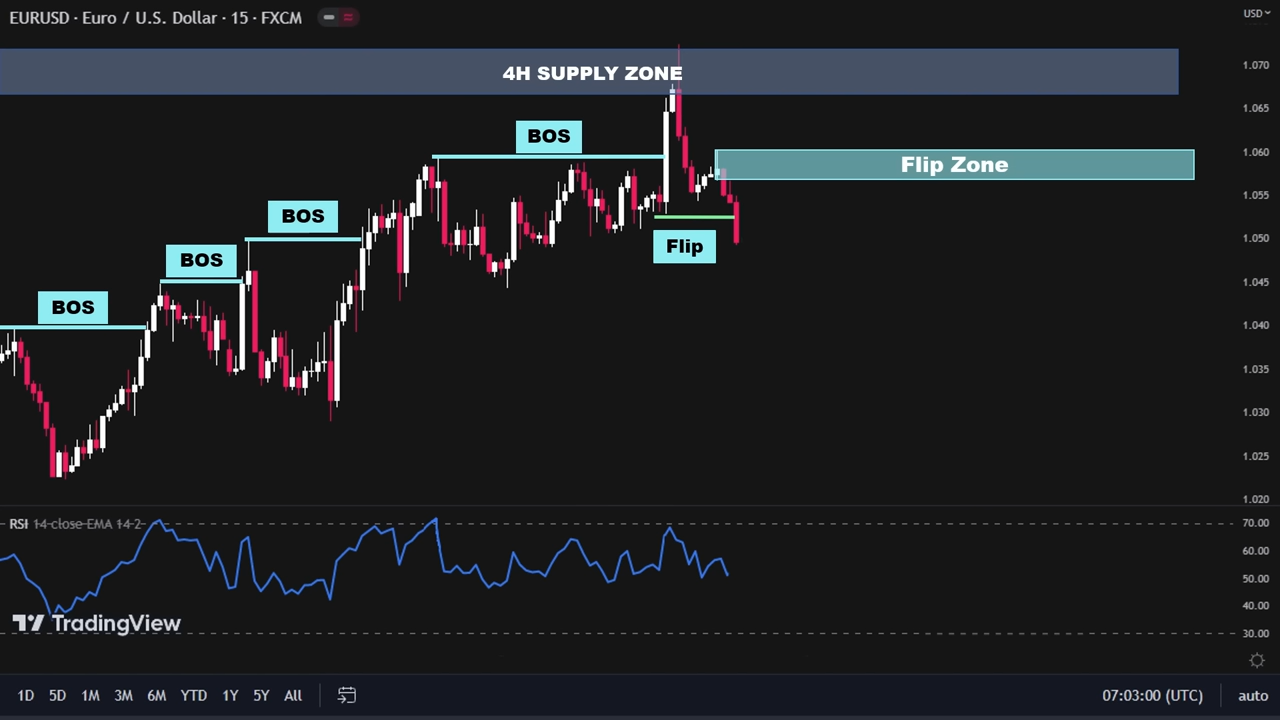 EURUSD · Euro / U.S. Dollar · 15 · FXCM
USD
4H SUPPLY ZONE
BOS
Flip Zone
BOS
BOS
Flip
BOS
1.070
1.065
1.060
1.055
1.050
1.045
1.040
1.035
1.030
1.025
1.020
RSI 14 close EMA 14 2
70.00
60.00
50.00
40.00
30.00
TradingView
1D 5D 1M 3M 6M YTD 1Y 5Y All
07:03:00 (UTC) auto